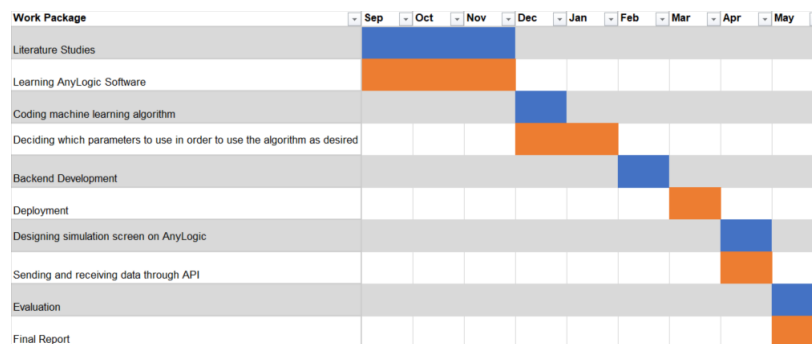 Work Package Sep Oct Nov Dec Jan Feb Mar Apr May
Literature Studies
Learning AnyLogic Software
Coding machine learning algorithm
Deciding which parameters to use in order to use the algorithm as desired
Backend Development
Deployment
Designing simulation screen on AnyLogic
Sending and receiving data through API
Evaluation
Final Report